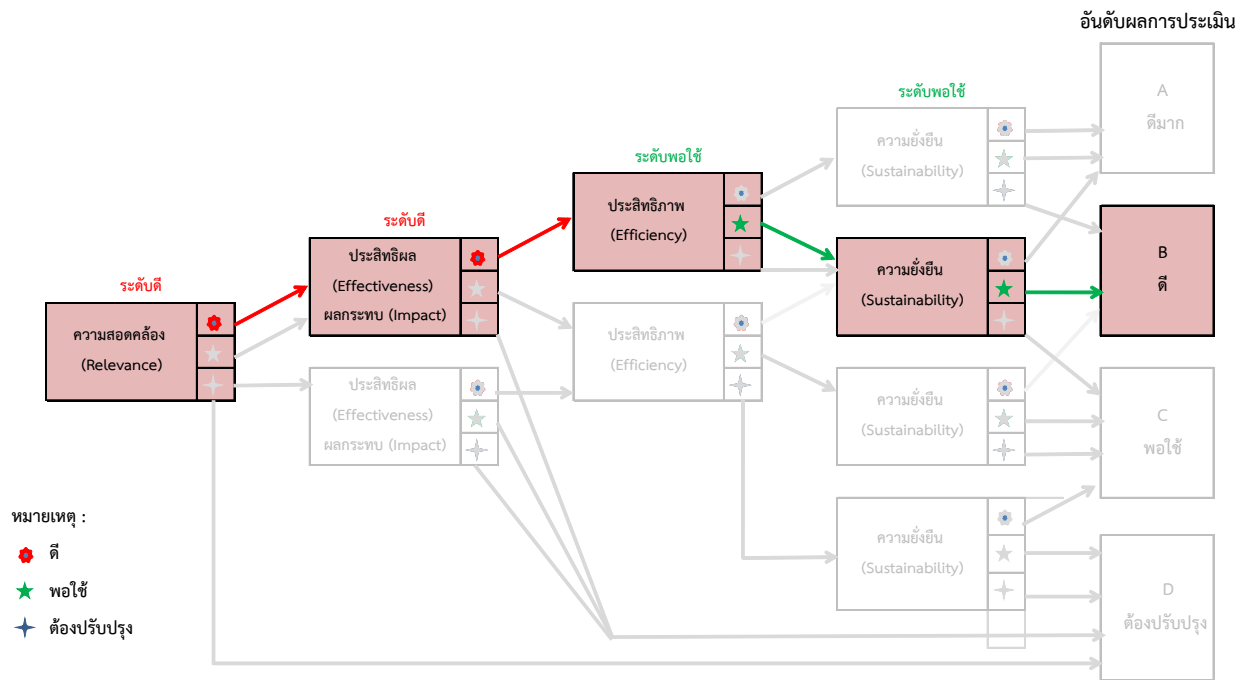 อันดับผลการประเมิน
ระดับดี
ความสอดคล้อง
(Relevance)
ระดับดี
ประสิทธิผล
(Effectiveness)
ผลกระทบ (Impact)
ประสิทธิผล
(Effectiveness)
ผลกระทบ (Impact)
ระดับพอใช้
ประสิทธิภาพ
(Efficiency)
ประสิทธิภาพ
(Efficiency)
ระดับพอใช้
ความยั่งยืน
(Sustainability)
ความยั่งยืน
(Sustainability)
ความยั่งยืน
(Sustainability)
ความยั่งยืน
(Sustainability)
A
ดีมาก
B
ดี
C
พอใช้
D
ต้องปรับปรุง
หมายเหตุ :
ดี
พอใช้
ต้องปรับปรุง